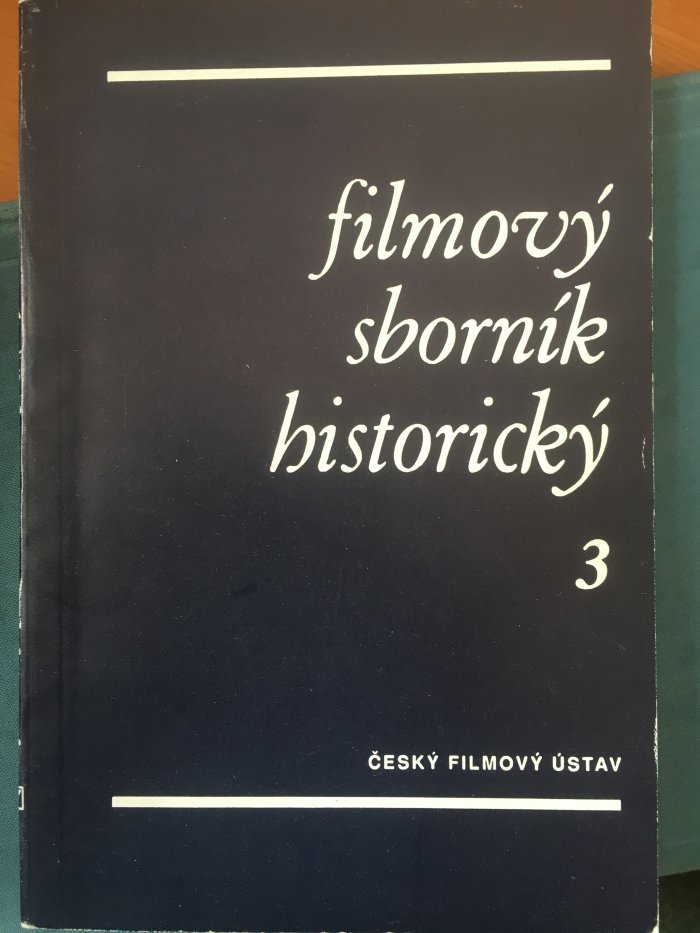 filmový
sborník
historický
3
ČESKÝ FILMOVÝ ÚSTAV